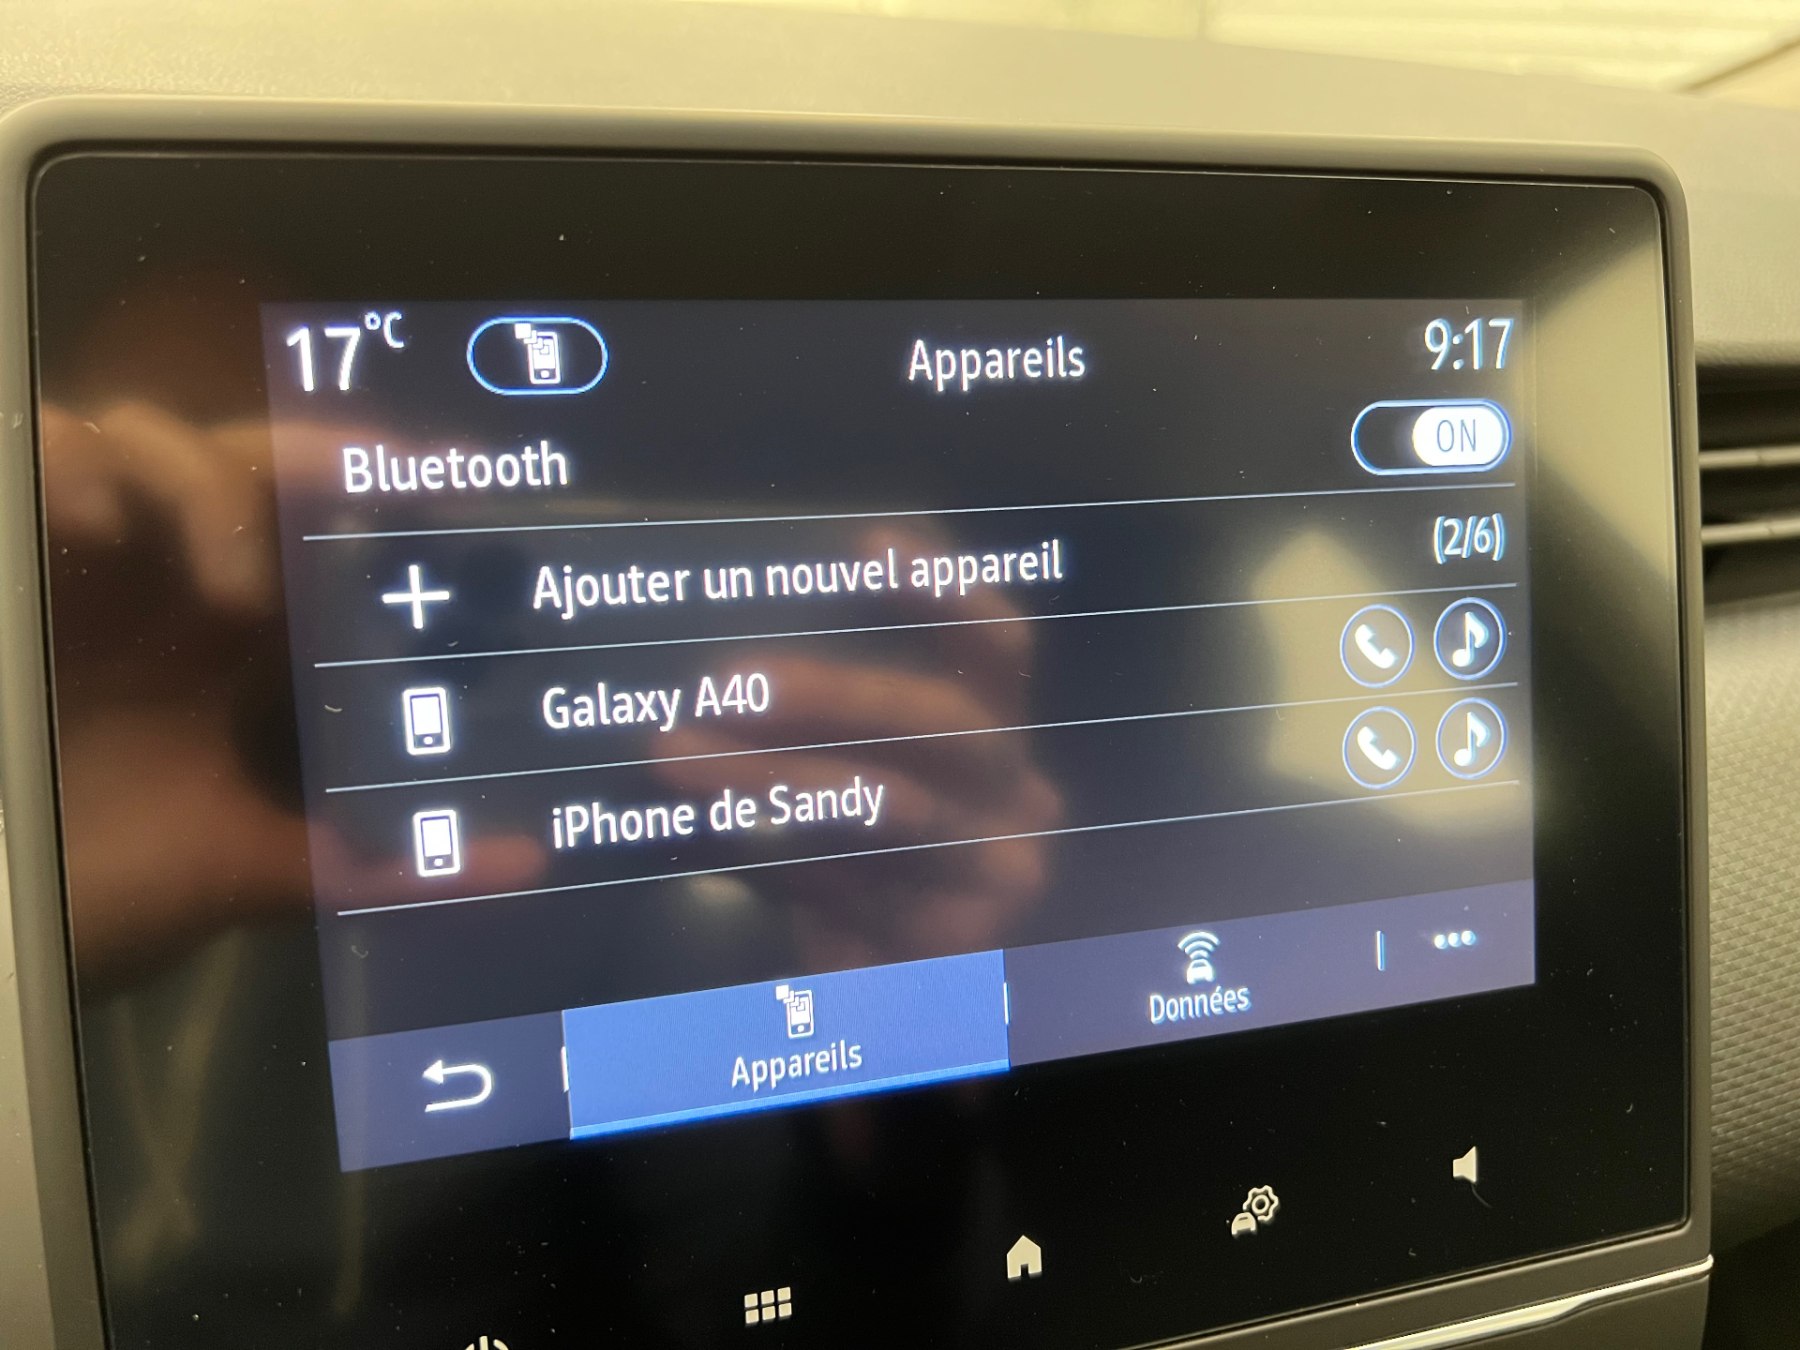 17°C
Appareils
9:17
Bluetooth
ON
Ajouter un nouvel appareil
(2/6)
Galaxy A40
iPhone de Sandy
Appareils
Données